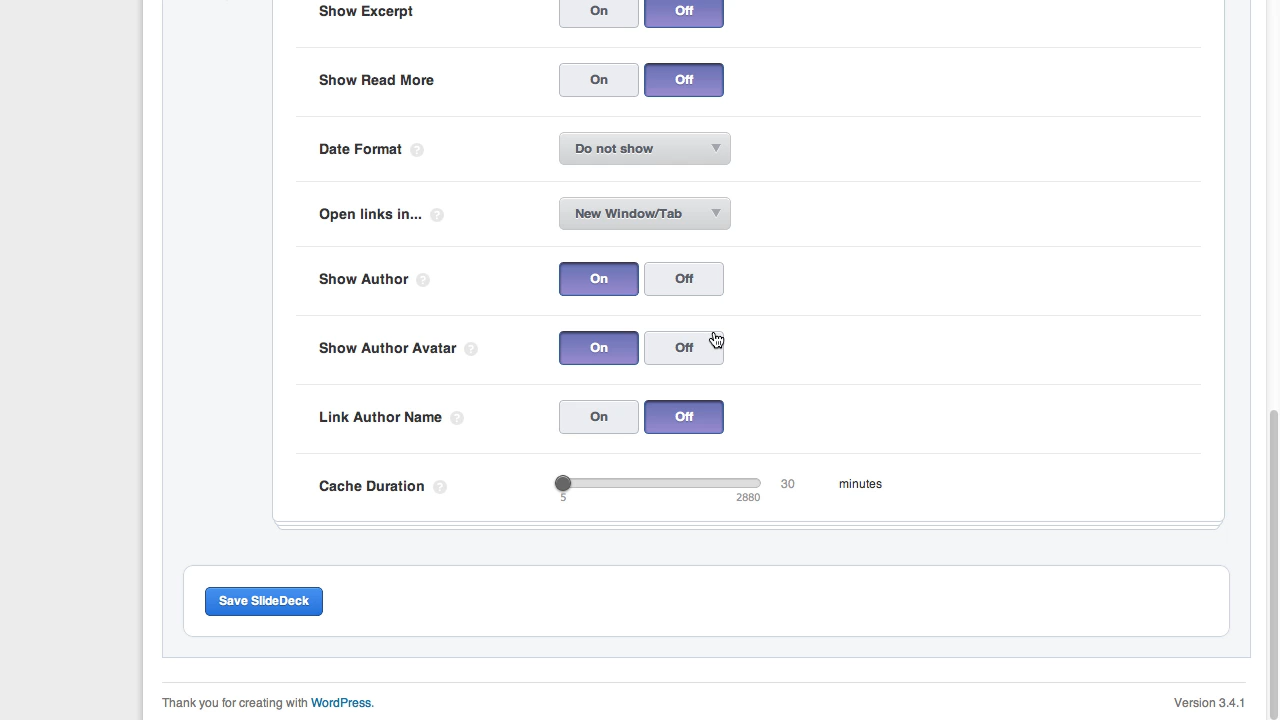 Show Excerpt On Off
Show Read More On Off
Date Format ? Do not show
Open links in... ? New Window/Tab
Show Author ? On Off
Show Author Avatar ? On Off
Link Author Name ? On Off
Cache Duration ? 30 minutes
5 2880
Save SlideDeck
Thank you for creating with WordPress. Version 3.4.1